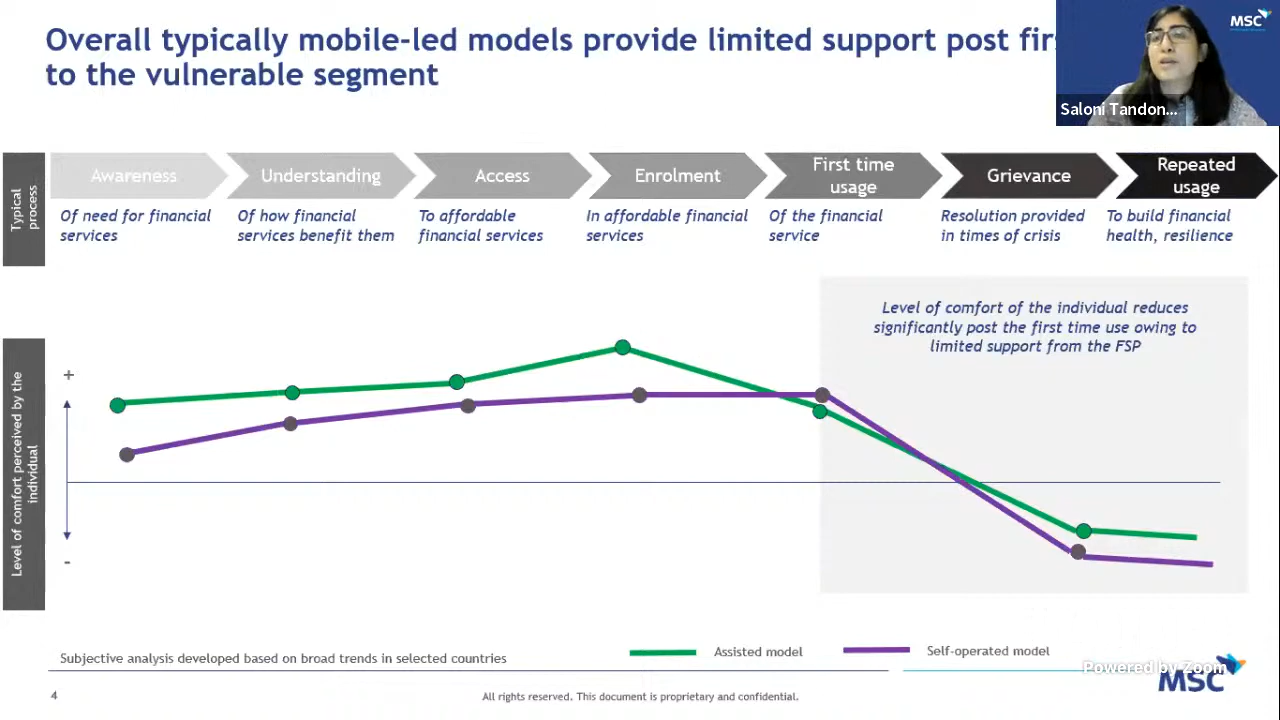 Overall typically mobile-led models provide limited support post
to the vulnerable segment
MSC
Saloni Tandon...
Typical
process
Awareness
Understanding
Access
Enrolment
First time
usage
Grievance
Repeated
usage
Of need for financial
services
Of how financial
services benefit them
To affordable
financial services
In affordable financial
services
Of the financial
service
Resolution provided
in times of crisis
To build financial
health, resilience
Level of comfort of the individual reduces
significantly post the first time use owing to
limited support from the FSP
Level of comfort perceived by the
individual
+
-
Subjective analysis developed based on broad trends in selected countries
Assisted model
Self-operated model
Powered by Zoom
MSC
4
All rights reserved. This document is proprietary and confidential.